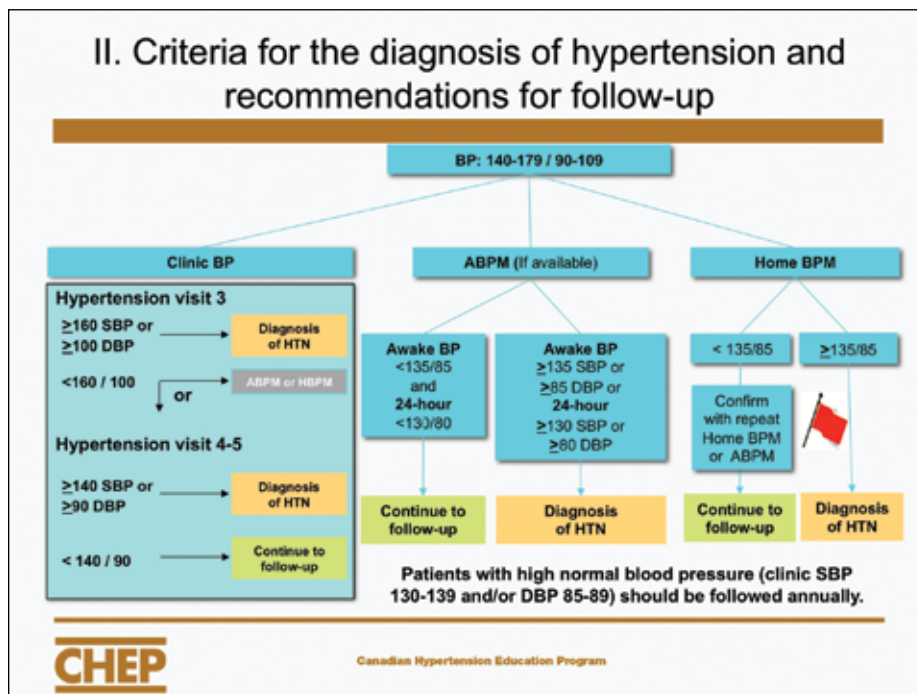 II. Criteria for the diagnosis of hypertension and
recommendations for follow-up
BP: 140-179 / 90-109
Clinic BP
Hypertension visit 3
≥160 SBP or
≥100 DBP
Diagnosis
of HTN
<160 / 100
or
ABPM or HBPM
Hypertension visit 4-5
≥140 SBP or
≥90 DBP
Diagnosis
of HTN
< 140 / 90
Continue to
follow-up
ABPM (If available)
Awake BP
<135/85
and
24-hour
<130/80
Continue to
follow-up
Awake BP
≥135 SBP or
≥85 DBP or
24-hour
≥130 SBP or
≥80 DBP
Diagnosis
of HTN
Home BPM
< 135/85
Confirm
with repeat
Home BPM
or ABPM
Continue to
follow-up
≥135/85
Diagnosis
of HTN
Patients with high normal blood pressure (clinic SBP
130-139 and/or DBP 85-89) should be followed annually.
CHEP
Canadian Hypertension Education Program